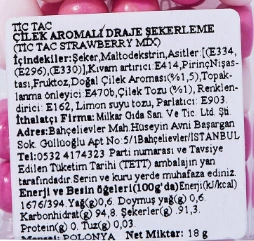 TIC TAC
ÇİLEK AROMALI DRAJE ŞEKERLEME
(TIC TAC STRAWBERRY MIX)
İçindekiler:Şeker,Maltodekstrin,Asitler:[(E334,
(E296),(E330)],Kıvam artırıcı E414,PirinçNişas-
tası,Fruktoz,Doğal Çilek Aroması(%1,5),Topak-
lanma önleyici E470b,Çilek Tozu(%1), Renklen-
dirici: E162, Limon suyu tozu, Parlatıcı: E903.
İthalatçı Firma: Milkar Gıda San. Ve Tic. Ltd Şti.
Adres:Bahçelievler Mah.Hüseyin Avni Başargan
Sok. Güllüoğlu Apt No:5/1Bahçelievler/İSTANBUL
Tel:0532 4174323 Parti numarası ve Tavsiye
Edilen Tüketim Tarihi (TETT) ambalajın yan
tarafındadır. Serin ve kuru yerde muhafaza ediniz.
Enerji ve Besin ögeleri(100g'da)Enerji(kj/kcal)
1676/394.Yağ(g)0,6. Doymuş yağ(g) 0,6.
Karbonhidrat(g) 94,8. Şekerler(g) .91,3.
Protein(g) 0. Tuz(g) 0,03
Menşei: POLONYA Net Miktar: 18 g